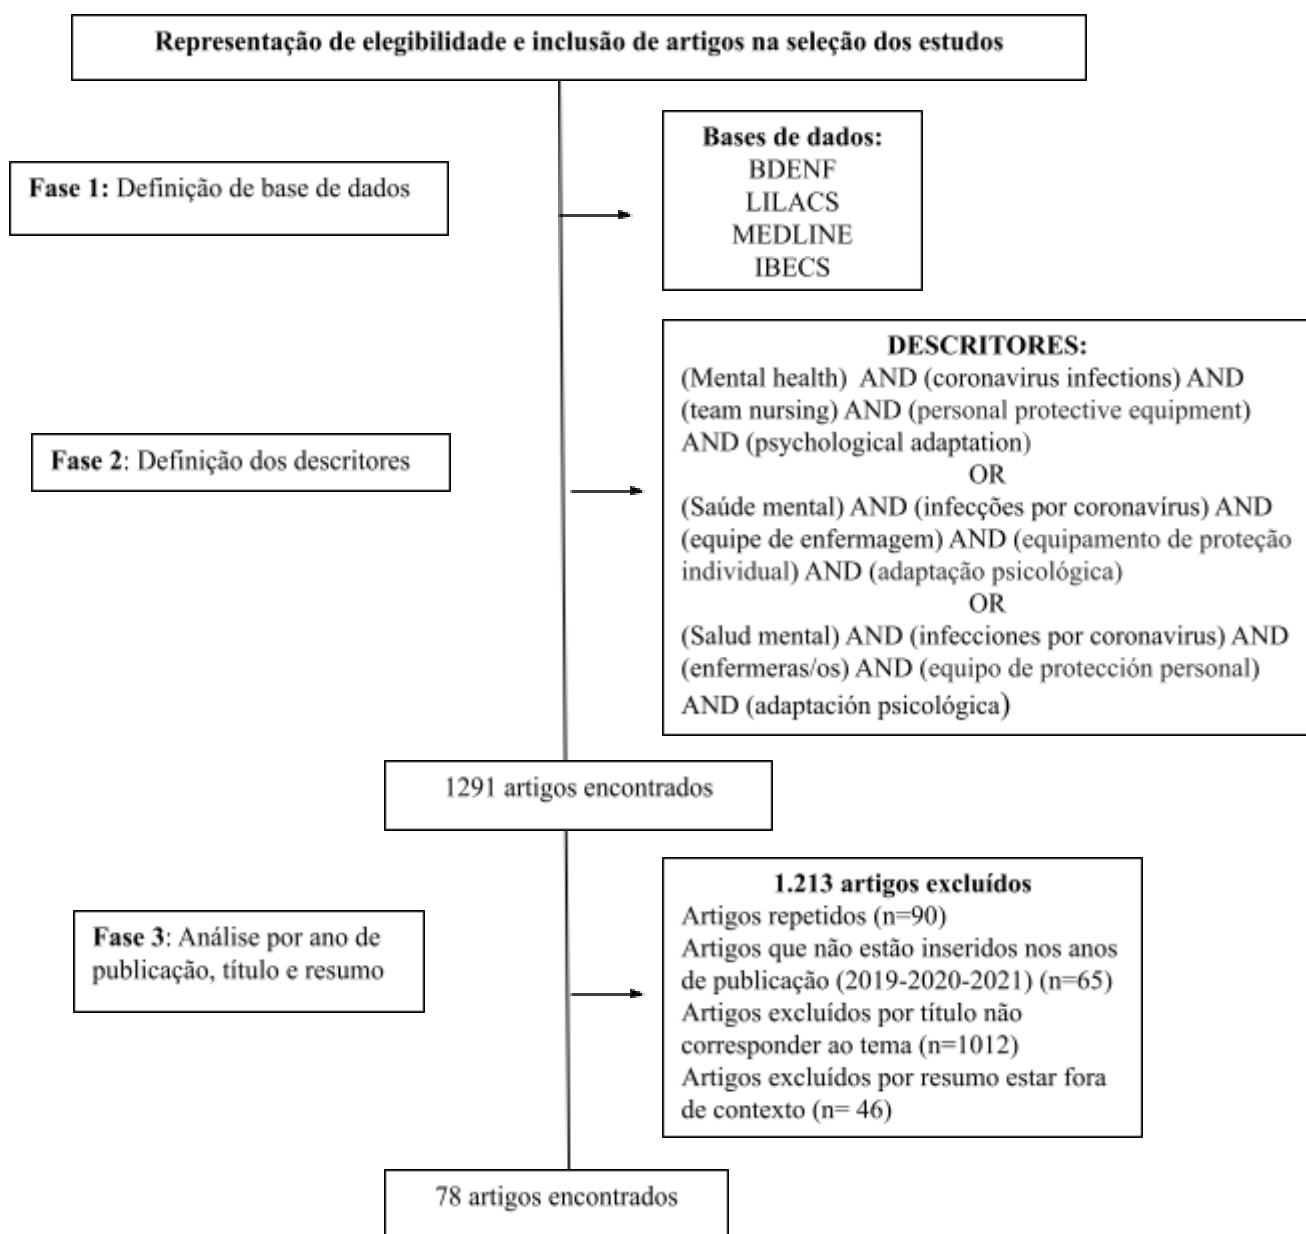 Representação de elegibilidade e inclusão de artigos na seleção dos estudos
Fase 1: Definição de base de dados
Bases de dados:
BDENF
LILACS
MEDLINE
IBECS
Fase 2: Definição dos descritores
DESCRITORES:
(Mental health) AND (coronavirus infections) AND
(team nursing) AND (personal protective equipment)
AND (psychological adaptation)
OR
(Saúde mental) AND (infecções por coronavírus) AND
(equipe de enfermagem) AND (equipamento de proteção
individual) AND (adaptação psicológica)
OR
(Salud mental) AND (infecciones por coronavirus) AND
(enfermeras/os) AND (equipo de protección personal)
AND (adaptación psicológica)
1291 artigos encontrados
Fase 3: Análise por ano de
publicação, título e resumo
1.213 artigos excluídos
Artigos repetidos (n=90)
Artigos que não estão inseridos nos anos
de publicação (2019-2020-2021) (n=65)
Artigos excluídos por título não
corresponder ao tema (n=1012)
Artigos excluídos por resumo estar fora
de contexto (n= 46)
78 artigos encontrados